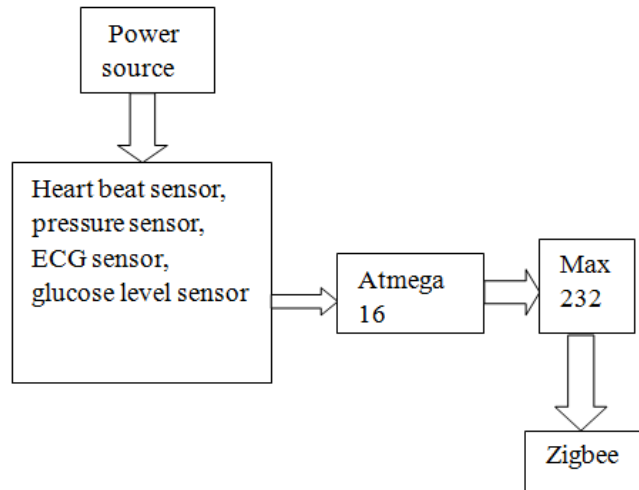 Power
source
Heart beat sensor,
pressure sensor,
ECG sensor,
glucose level sensor
Atmega
16
Max
232
Zigbee